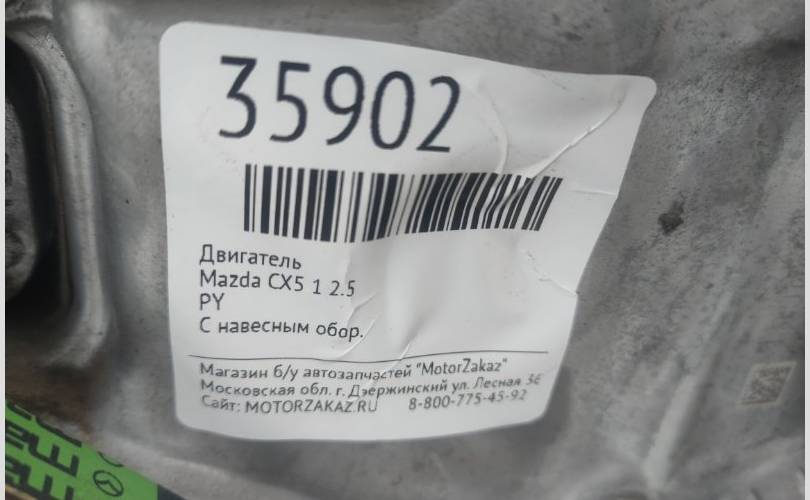 35902
Двигатель
Mazda CX5 1 2.5
PY
С навесным обор.
Магазин б/у автозапчастей "MotorZakaz"
Московская обл. г. Дзержинский ул. Лесная 3Е
Сайт: MOTORZAKAZ.RU 8-800-775-45-92